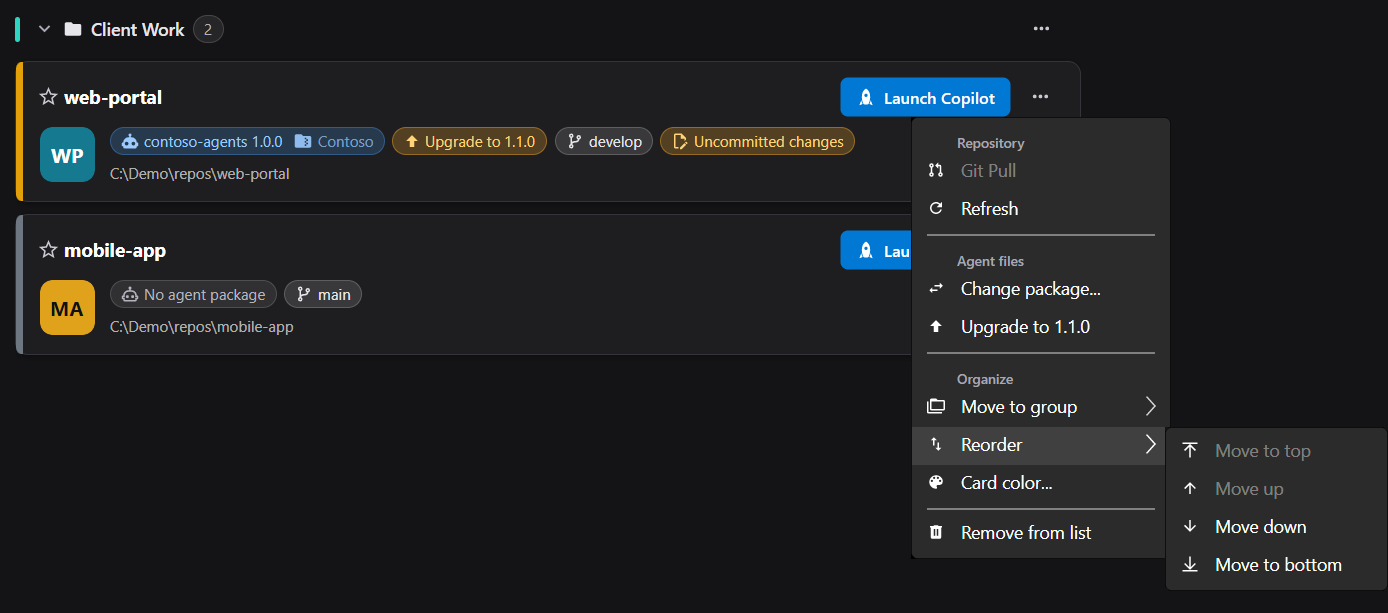 Client Work 2
web-portal
Launch Copilot
WP
contoso-agents 1.0.0 Contoso
Upgrade to 1.1.0
develop
Uncommitted changes
C:\Demo\repos\web-portal
mobile-app
Lau
MA
No agent package
main
C:\Demo\repos\mobile-app
Repository
Git Pull
Refresh
Agent files
Change package...
Upgrade to 1.1.0
Organize
Move to group
Reorder
Card color...
Remove from list
Move to top
Move up
Move down
Move to bottom